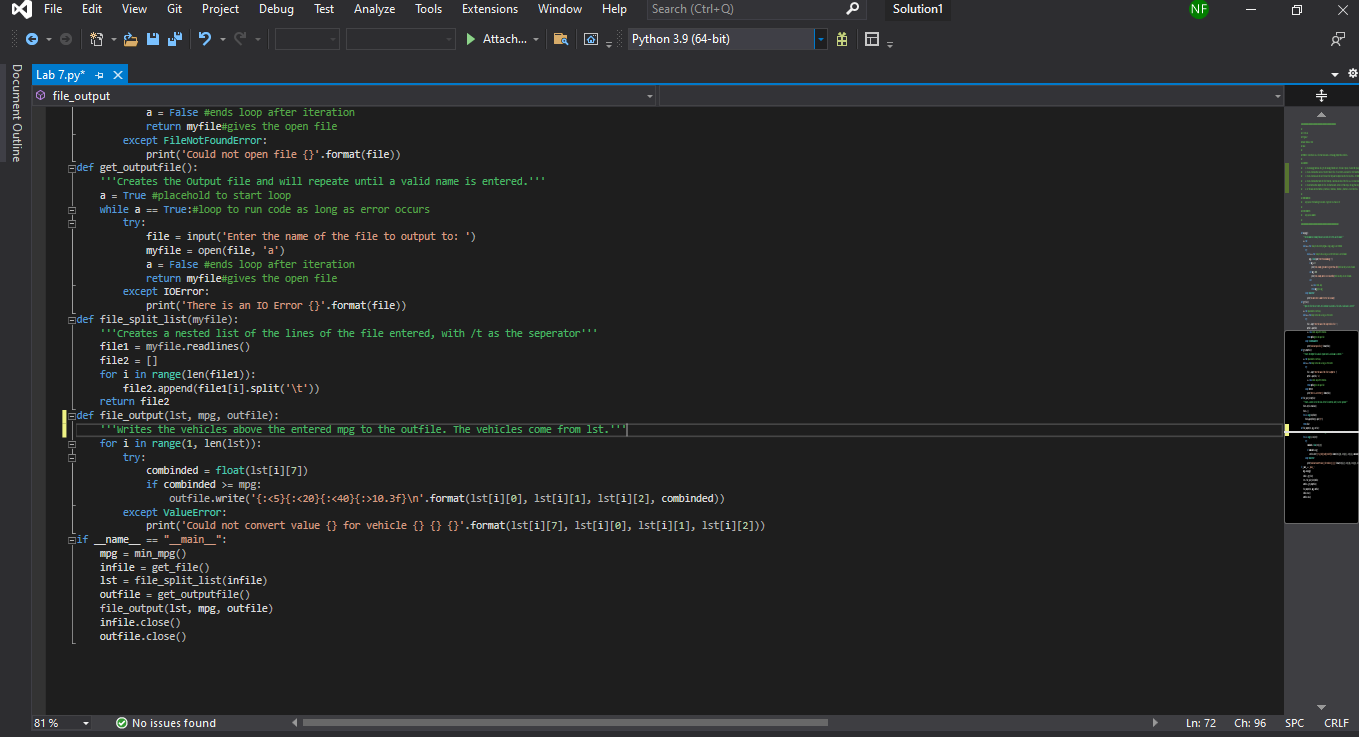 File Edit View Git Project Debug Test Analyze Tools Extensions Window Help Search (Ctrl+Q) Solution1 NF
Attach... Python 3.9 (64-bit)
Document Outline
Lab 7.py*
file_output
a = False #ends loop after iteration
return myfile#gives the open file
except FileNotFoundError:
print('Could not open file {}'.format(file))
def get_outputfile():
'''Creates the Output file and will repeate until a valid name is entered.'''
a = True #placehold to start loop
while a == True:#loop to run code as long as error occurs
try:
file = input('Enter the name of the file to output to: ')
myfile = open(file, 'a')
a = False #ends loop after iteration
return myfile#gives the open file
except IOError:
print('There is an IO Error {}'.format(file))
def file_split_list(myfile):
'''Creates a nested list of the lines of the file entered, with /t as the seperator'''
file1 = myfile.readlines()
file2 = []
for i in range(len(file1)):
file2.append(file1[i].split('\t'))
return file2
def file_output(lst, mpg, outfile):
'''Writes the vehicles above the entered mpg to the outfile. The vehicles come from lst.'''
for i in range(1, len(lst)):
try:
combinded = float(lst[i][7])
if combinded >= mpg:
outfile.write('{:<5}{:<20}{:<40}{:>10.3f}\n'.format(lst[i][0], lst[i][1], lst[i][2], combinded))
except ValueError:
print('Could not convert value {} for vehicle {} {} {}'.format(lst[i][7], lst[i][0], lst[i][1], lst[i][2]))
if __name__ == "__main__":
mpg = min_mpg()
infile = get_file()
lst = file_split_list(infile)
outfile = get_outputfile()
file_output(lst, mpg, outfile)
infile.close()
outfile.close()
81 % No issues found Ln: 72 Ch: 96 SPC CRLF